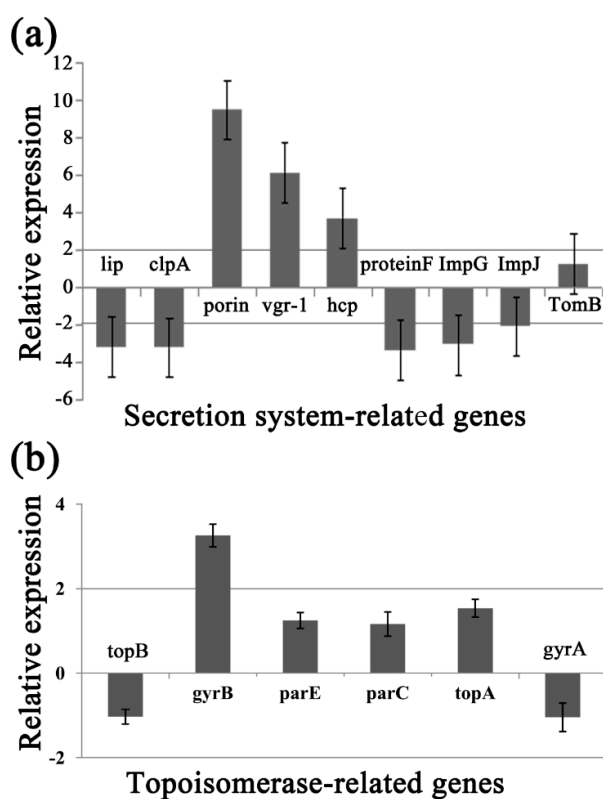 (a)
Relative expression
12
10
8
6
4
2
0
-2
-4
-6
lip clpA proteinF ImpG ImpJ
porin vgr-1 hcp TomB
Secretion system-related genes
(b)
Relative expression
4
2
0
-2
topB gyrA
gyrB parE parC topA
Topoisomerase-related genes